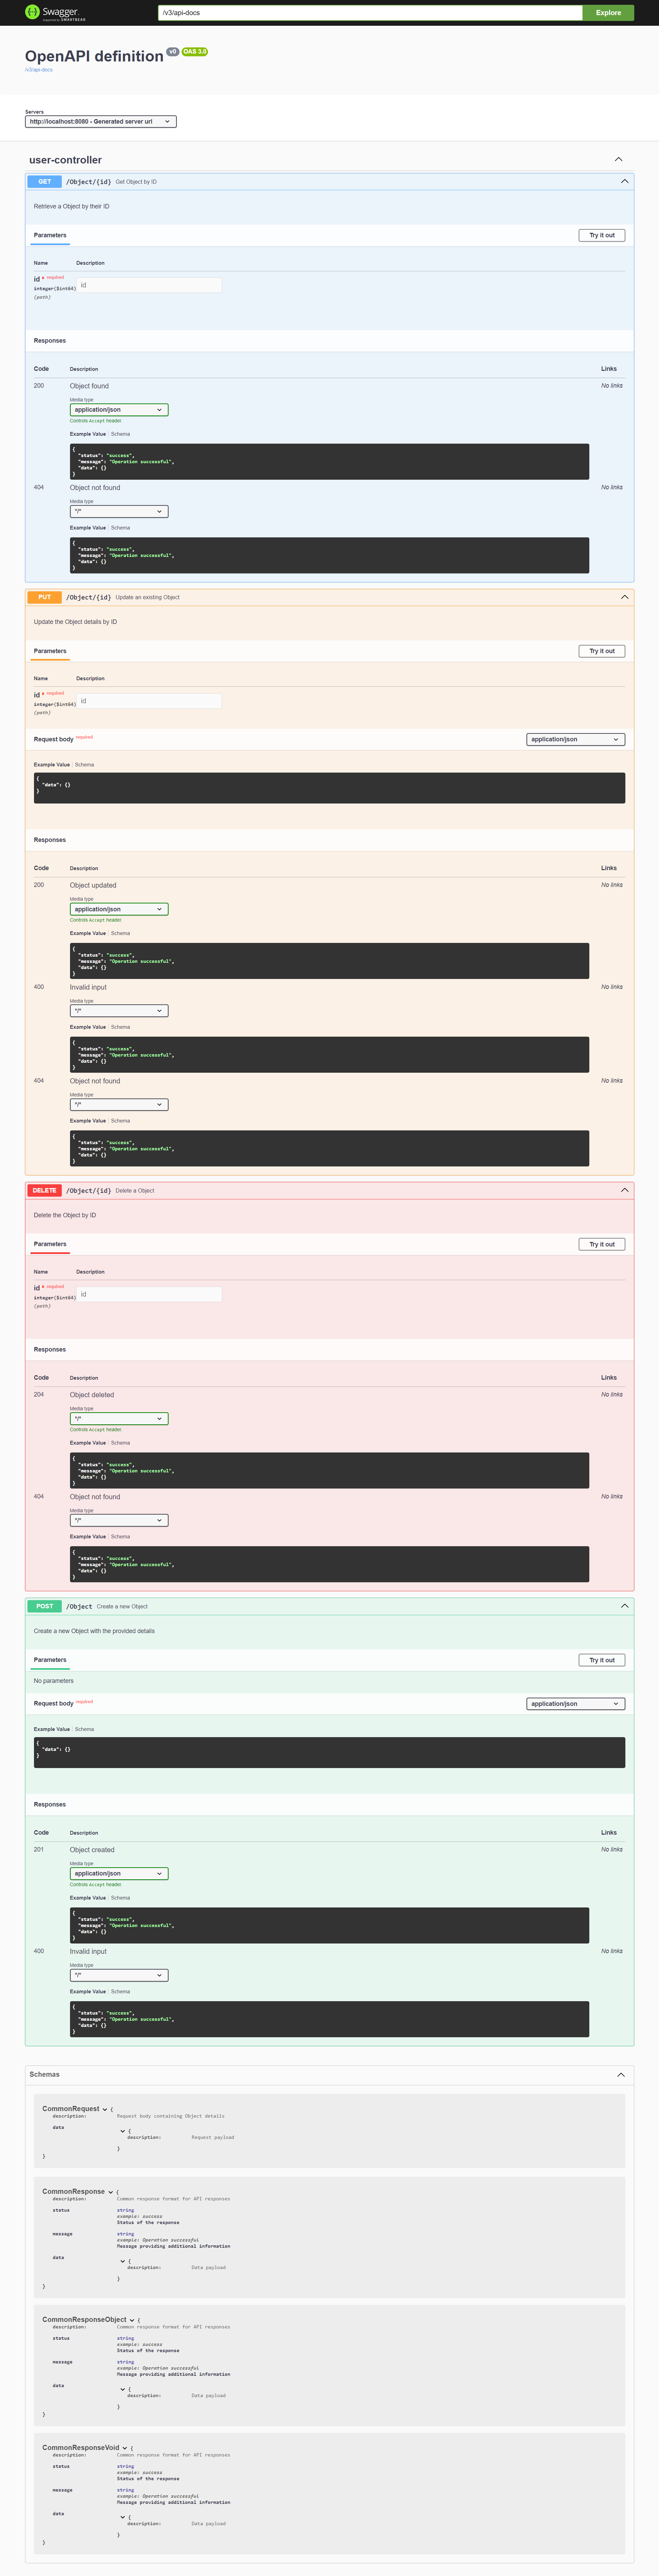 Swagger.
Supported by SMARTBEAR
/v3/api-docs
Explore
OpenAPI definition v0 OAS 3.0
/v3/api-docs
Servers
http://localhost:8080 - Generated server url
user-controller
GET /Object/{id} Get Object by ID
Retrieve a Object by their ID
Parameters Try it out
Name Description
id * required
integer($int64)
(path)
id
Responses
Code Description Links
200 Object found No links
Media type
application/json
Controls Accept header.
Example Value Schema
{
"status": "success",
"message": "Operation successful",
"data": {}
}
404 Object not found No links
Media type
*/*
Example Value Schema
{
"status": "success",
"message": "Operation successful",
"data": {}
}
PUT /Object/{id} Update an existing Object
Update the Object details by ID
Parameters Try it out
Name Description
id * required
integer($int64)
(path)
id
Request body required application/json
Example Value Schema
{
"data": {}
}
Responses
Code Description Links
200 Object updated No links
Media type
application/json
Controls Accept header.
Example Value Schema
{
"status": "success",
"message": "Operation successful",
"data": {}
}
400 Invalid input No links
Media type
*/*
Example Value Schema
{
"status": "success",
"message": "Operation successful",
"data": {}
}
404 Object not found No links
Media type
*/*
Example Value Schema
{
"status": "success",
"message": "Operation successful",
"data": {}
}
DELETE /Object/{id} Delete a Object
Delete the Object by ID
Parameters Try it out
Name Description
id * required
integer($int64)
(path)
id
Responses
Code Description Links
204 Object deleted No links
Media type
*/*
Controls Accept header.
Example Value Schema
{
"status": "success",
"message": "Operation successful",
"data": {}
}
404 Object not found No links
Media type
*/*
Example Value Schema
{
"status": "success",
"message": "Operation successful",
"data": {}
}
POST /Object Create a new Object
Create a new Object with the provided details
Parameters Try it out
No parameters
Request body required application/json
Example Value Schema
{
"data": {}
}
Responses
Code Description Links
201 Object created No links
Media type
application/json
Controls Accept header.
Example Value Schema
{
"status": "success",
"message": "Operation successful",
"data": {}
}
400 Invalid input No links
Media type
*/*
Example Value Schema
{
"status": "success",
"message": "Operation successful",
"data": {}
}
Schemas
CommonRequest {
description: Request body containing Object details
data
{
description: Request payload
}
}
CommonResponse {
description: Common response format for API responses
status string
example: success
Status of the response
message string
example: Operation successful
Message providing additional information
data
{
description: Data payload
}
}
CommonResponseObject {
description: Common response format for API responses
status string
example: success
Status of the response
message string
example: Operation successful
Message providing additional information
data
{
description: Data payload
}
}
CommonResponseVoid {
description: Common response format for API responses
status string
example: success
Status of the response
message string
example: Operation successful
Message providing additional information
data
{
description: Data payload
}
}